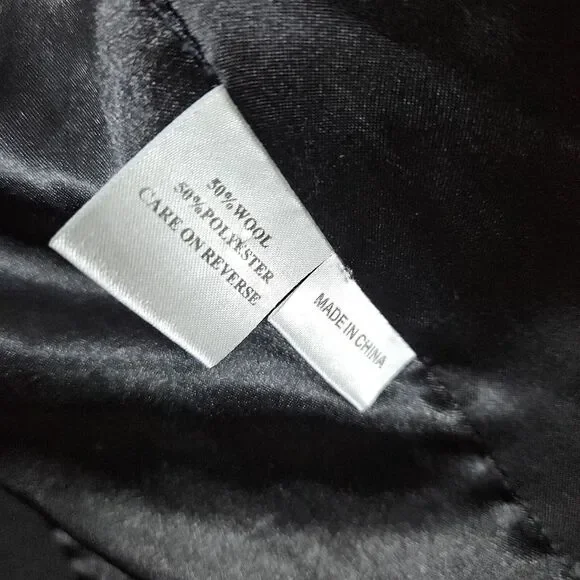 50%WOOL
50%POLYESTER
CARE ON REVERSE
MADE IN CHINA